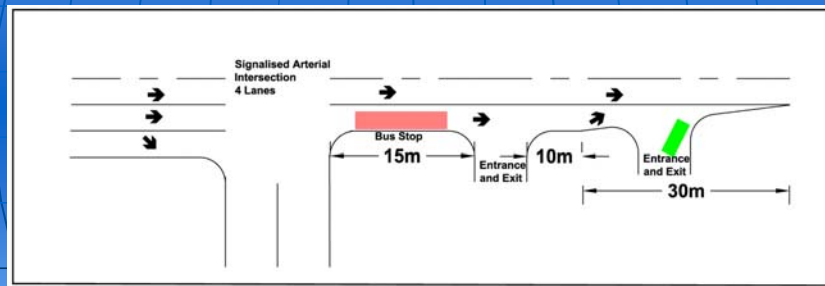 Signalised Arterial
Intersection
4 Lanes
Bus Stop
15m
Entrance
and Exit
10m
Entrance
and Exit
30m